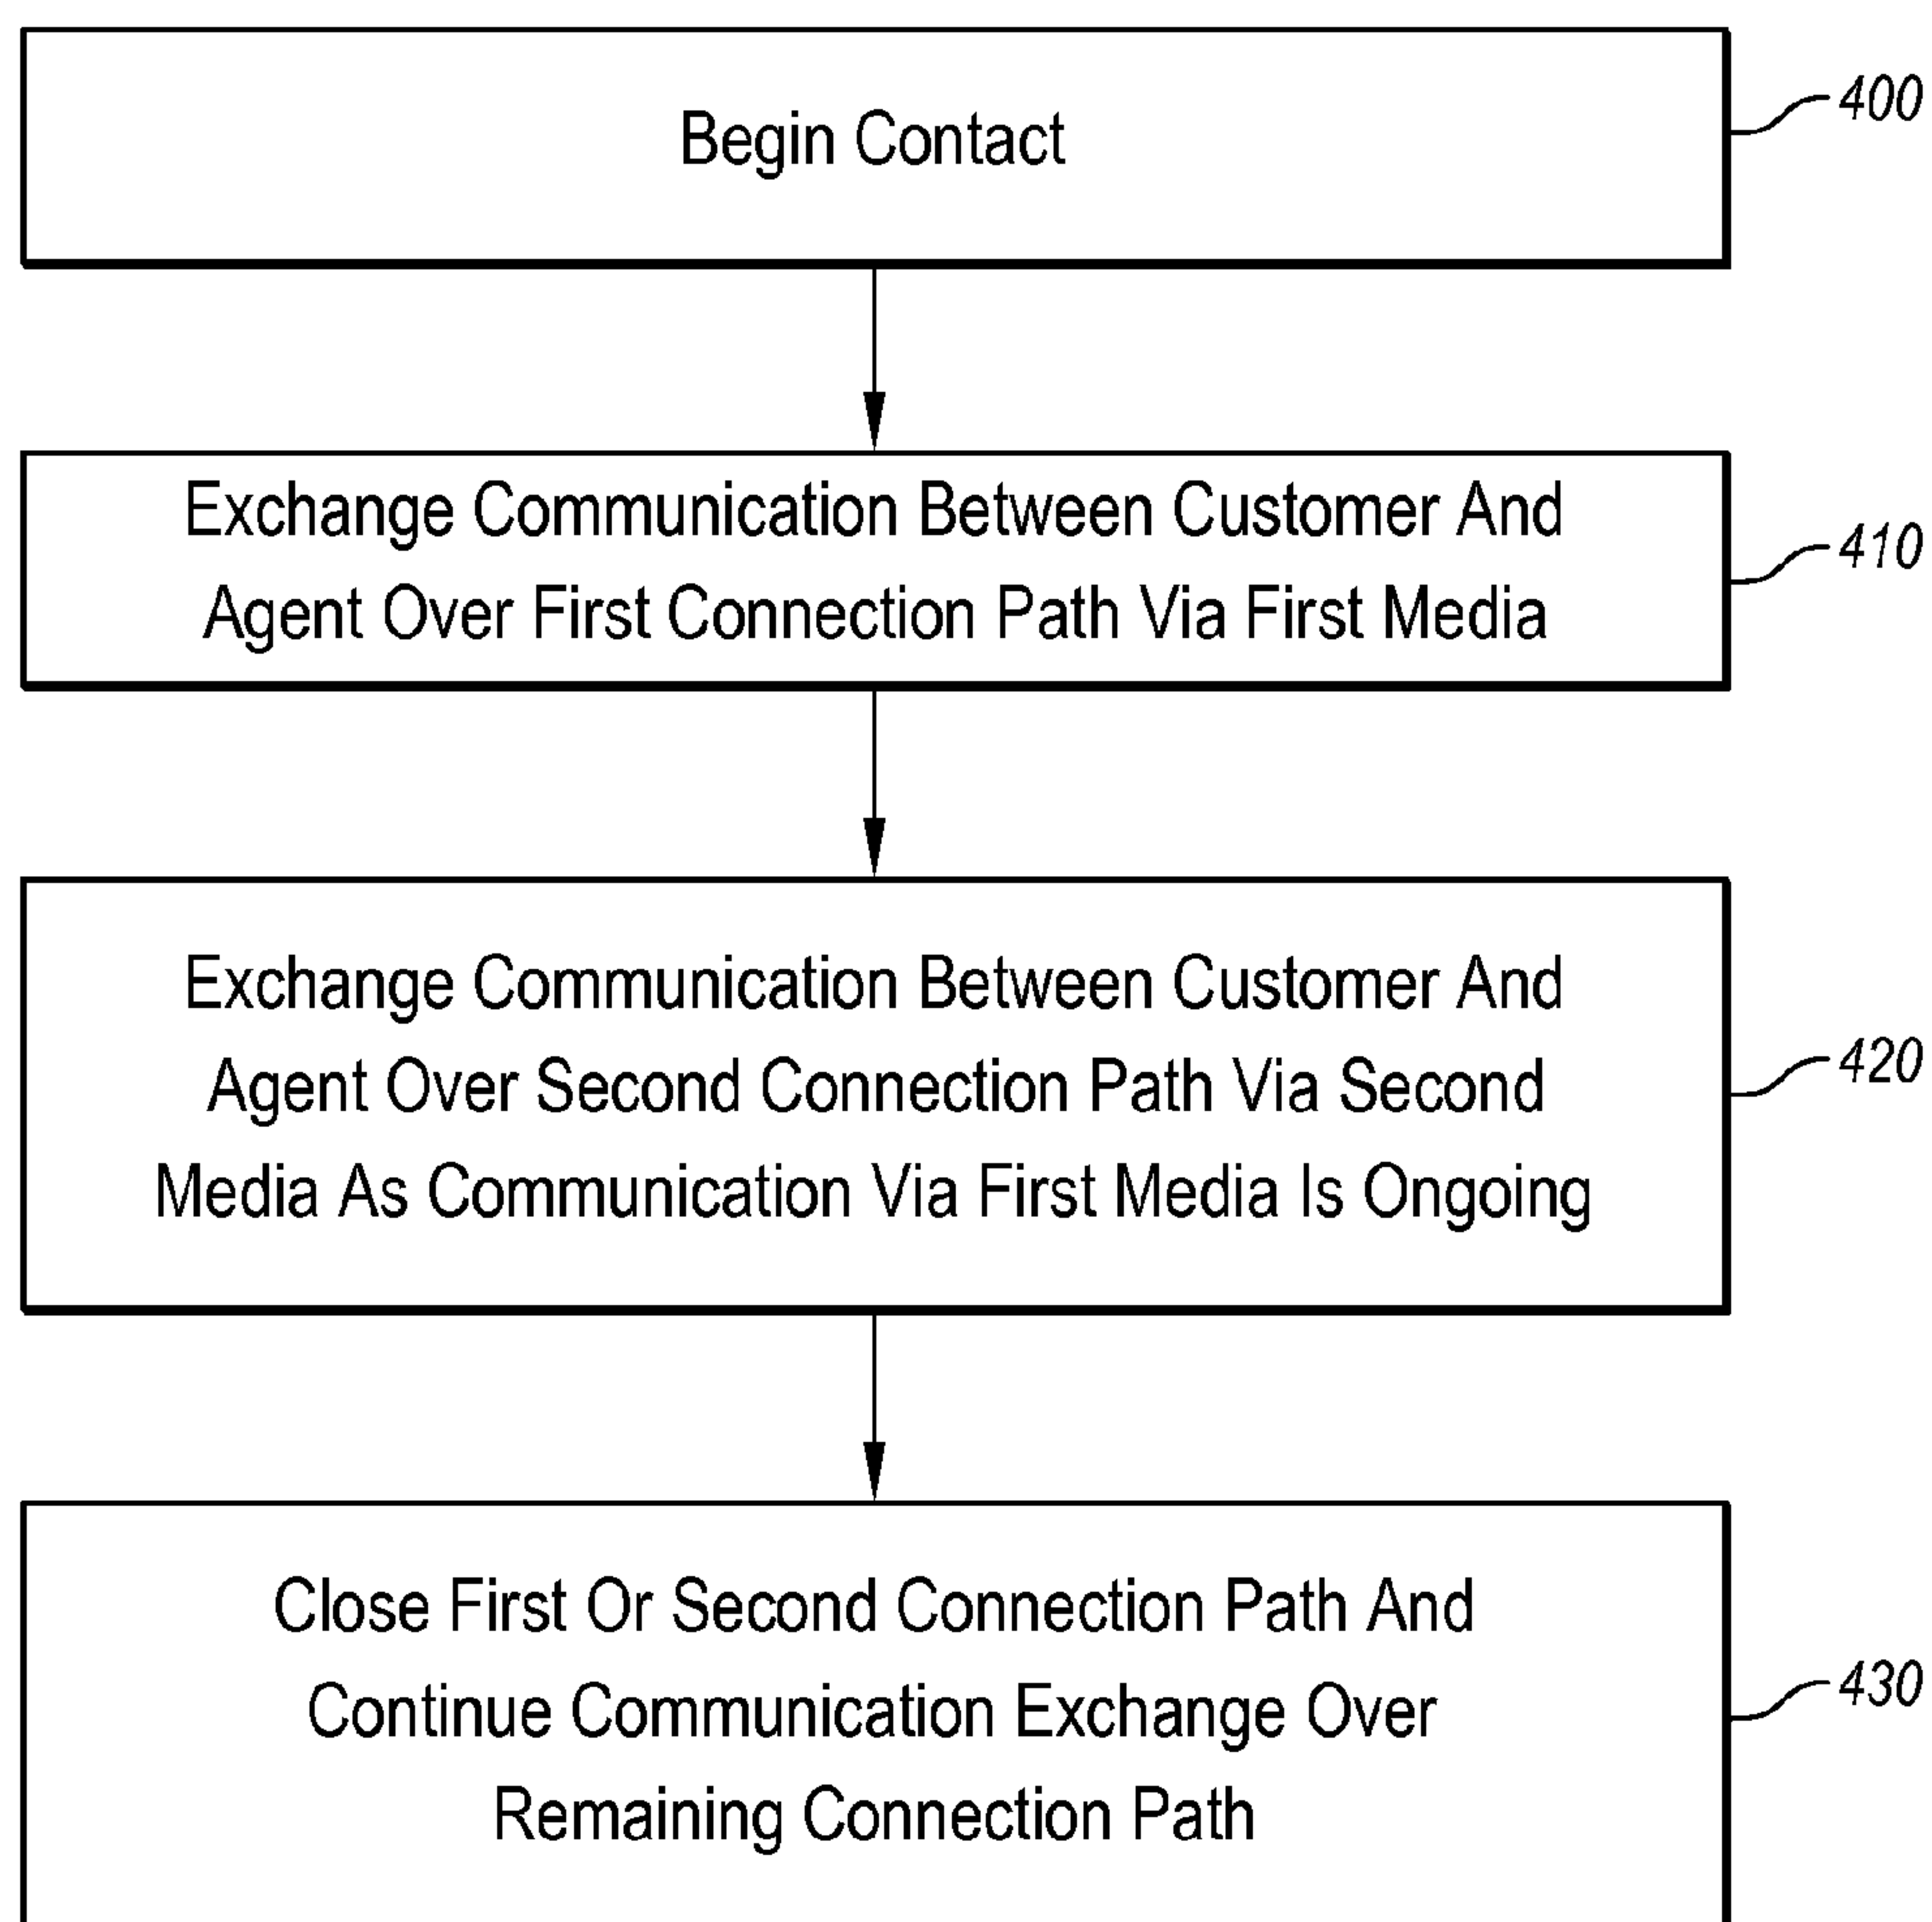 Begin Contact
400
Exchange Communication Between Customer And
Agent Over First Connection Path Via First Media
410
Exchange Communication Between Customer And
Agent Over Second Connection Path Via Second
Media As Communication Via First Media Is Ongoing
420
Close First Or Second Connection Path And
Continue Communication Exchange Over
Remaining Connection Path
430